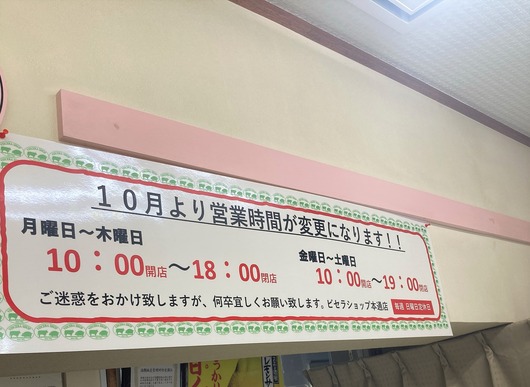 １０月より営業時間が変更になります！！
月曜日～木曜日
10：00開店～18：00閉店
金曜日～土曜日
10：00開店～19：00閉店
ご迷惑をおかけ致しますが、何卒宜しくお願い致します。ピセラショップ本通店
毎週 日曜日定休日